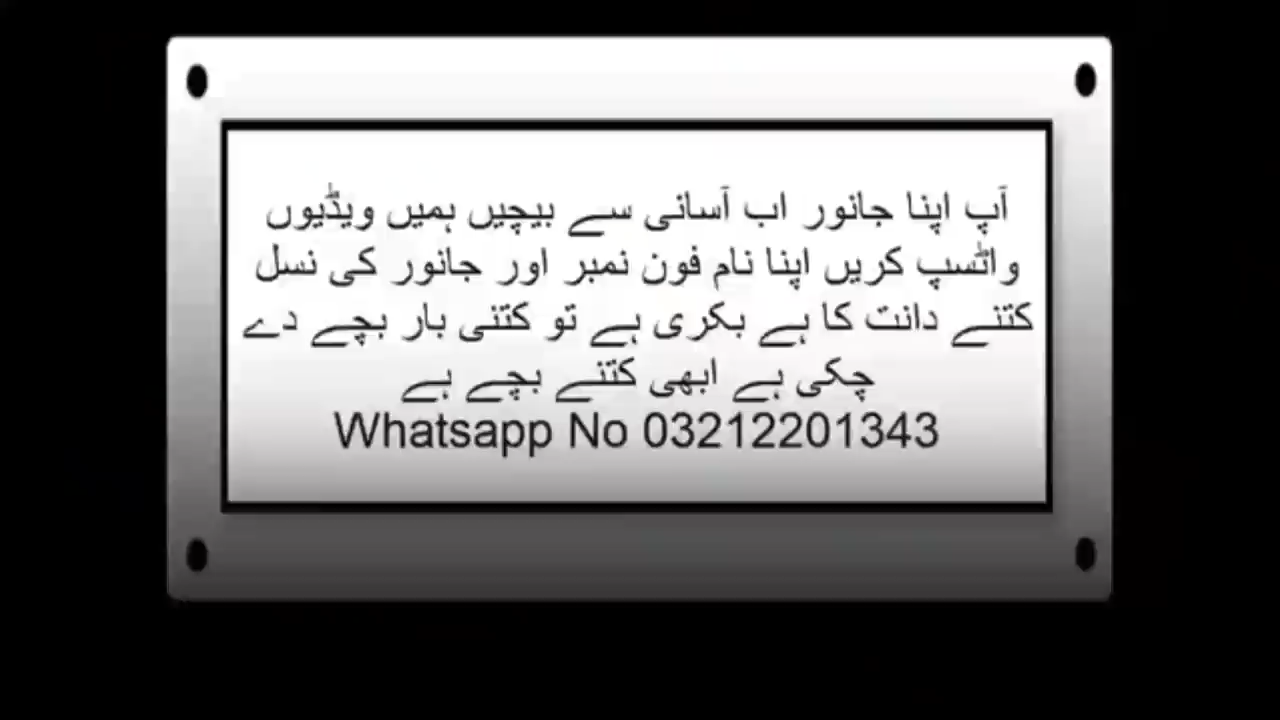 آپ اپنا جانور اب آسانی سے بیچیں ہمیں ویڈیوں
واٹسپ کریں اپنا نام فون نمبر اور جانور کی نسل
کتنے دانت کا ہے بکری ہے تو کتنی بار بچے دے
چکی ہے ابھی کتنے بچے ہے
Whatsapp No 03212201343